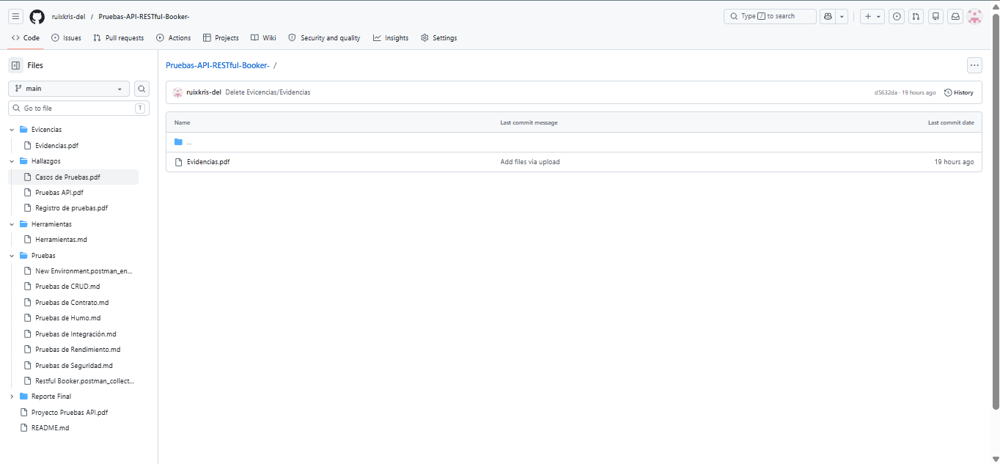 ruixkris-del / Pruebas-API-RESTful-Booker-
Type / to search
Code Issues Pull requests Actions Projects Wiki Security and quality Insights Settings
Files
main
Go to file T
Evicencias
Evidencias.pdf
Hallazgos
Casos de Pruebas.pdf
Pruebas API.pdf
Registro de pruebas.pdf
Herramientas
Herramientas.md
Pruebas
New Environment.postman_en...
Pruebas de CRUD.md
Pruebas de Contrato.md
Pruebas de Humo.md
Pruebas de Integración.md
Pruebas de Rendimiento.md
Pruebas de Seguridad.md
Restful Booker.postman_collect...
Reporte Final
Proyecto Pruebas API.pdf
README.md
Pruebas-API-RESTful-Booker- /
ruixkris-del Delete Evicencias/Evidencias d5632da · 19 hours ago History
Name Last commit message Last commit date
..
Evidencias.pdf Add files via upload 19 hours ago